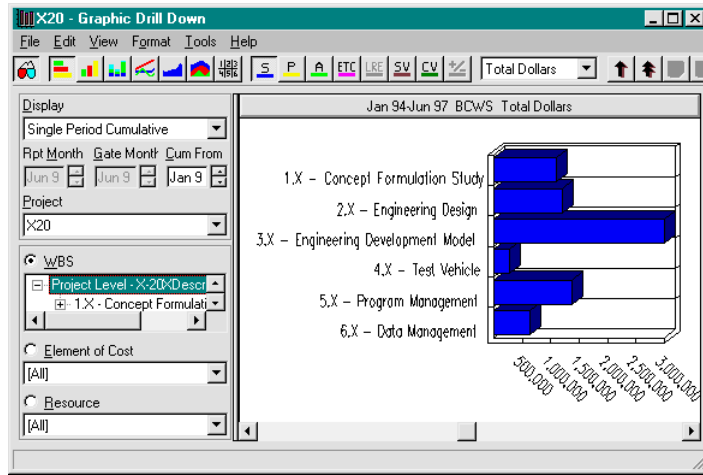 X20 - Graphic Drill Down
File Edit View Format Tools Help
S P A ETC LRE SV CV +/- Total Dollars
Display
Single Period Cumulative
Rpt Month Gate Month Cum From
Jun 9 Jun 9 Jan 9
Project
X20
WBS
Project Level - X-20XDescr
1.X - Concept Formulati
Element of Cost
[All]
Resource
[All]
Jan 94-Jun 97 BCWS Total Dollars
1.X - Concept Formulation Study
2.X - Engineering Design
3.X - Engineering Development Model
4.X - Test Vehicle
5.X - Program Management
6.X - Data Management
500,000
1,000,000
1,500,000
2,000,000
2,500,000
3,000,000